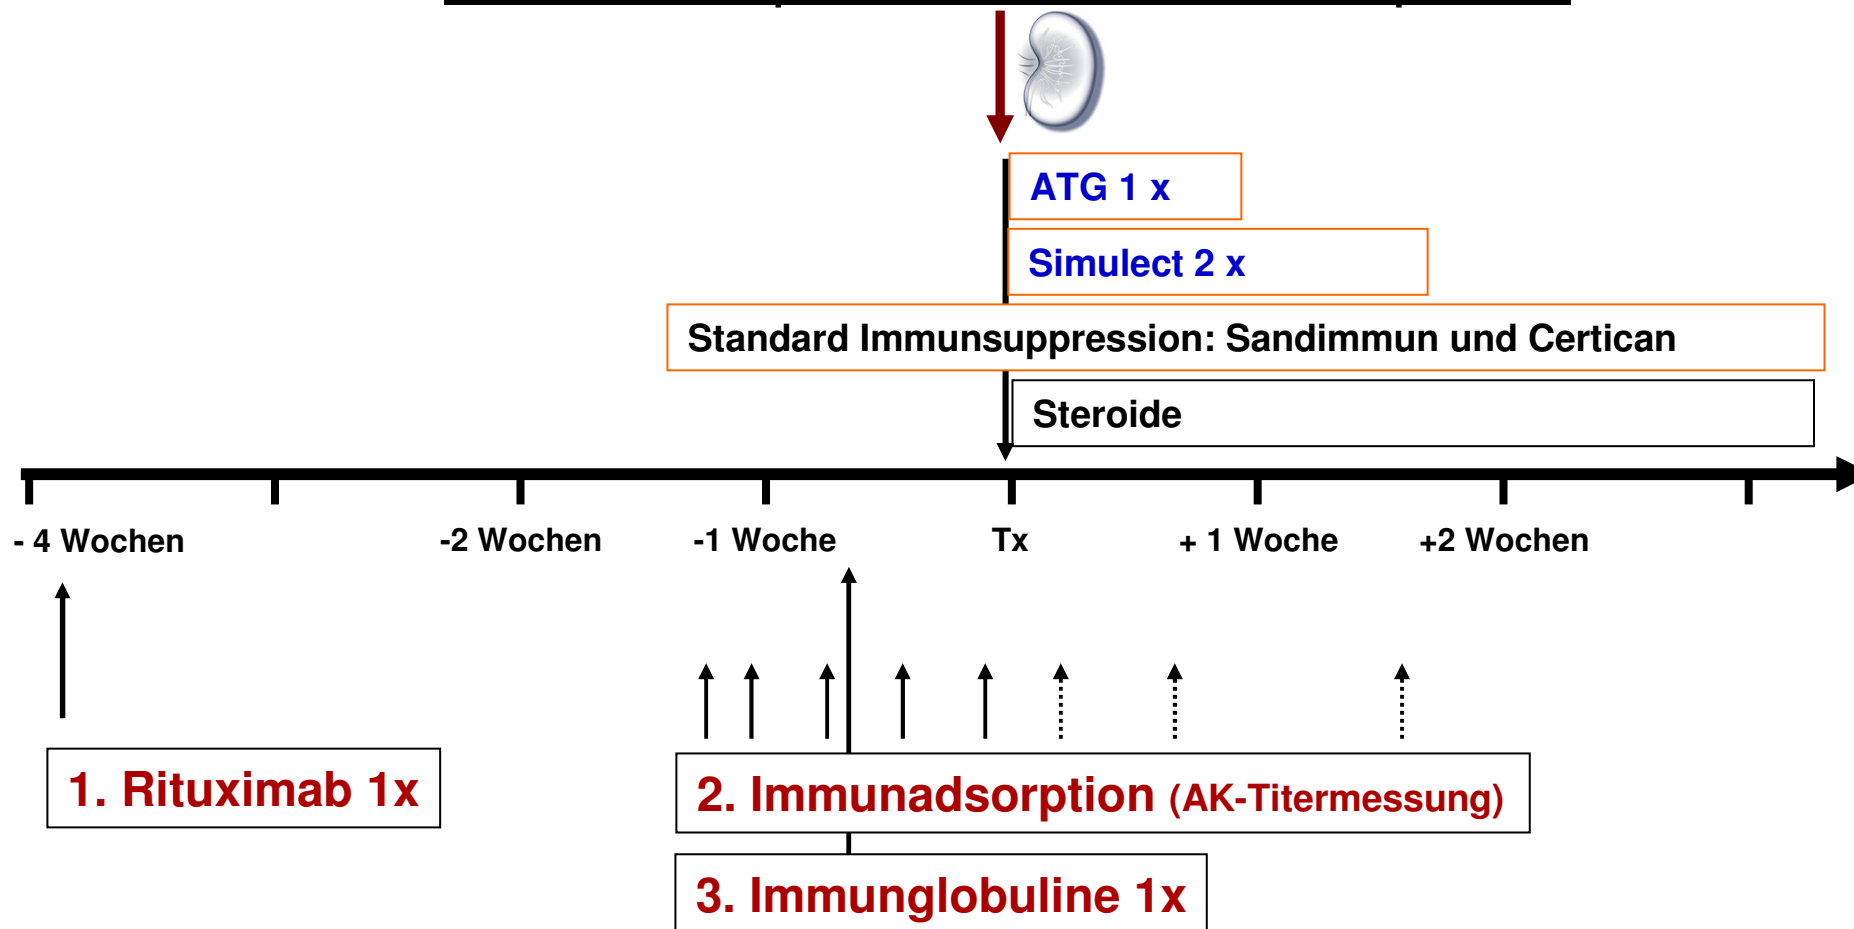 ATG 1 x
Simulect 2 x
Standard Immunsuppression: Sandimmun und Certican
Steroide
- 4 Wochen -2 Wochen -1 Woche Tx + 1 Woche +2 Wochen
1. Rituximab 1x
2. Immunadsorption (AK-Titermessung)
3. Immunglobuline 1x